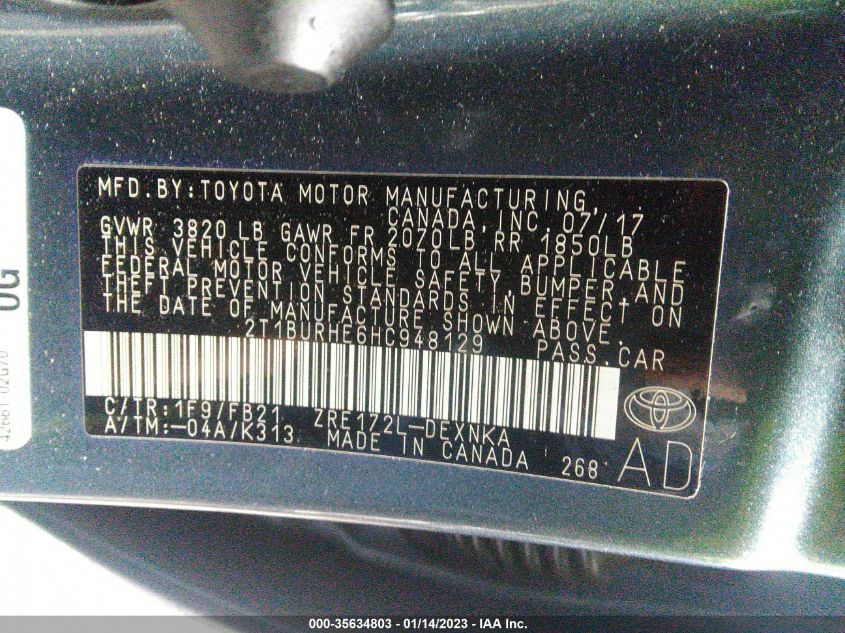 MFD.BY:TOYOTA MOTOR MANUFACTURING,
CANADA, INC. 07/17
GVWR 3820 LB GAWR FR 2070LB RR 1850LB
THIS VEHICLE CONFORMS TO ALL APPLICABLE
FEDERAL MOTOR VEHICLE SAFETY, BUMPER AND
THEFT PREVENTION STANDARDS IN EFFECT ON
THE DATE OF MANUFACTURE SHOWN ABOVE.
2T1BURHE6HC948129 PASS.CAR
C/TR:1F9/FB21 ZRE172L-DEXNKA
A/TM:-04A/K313 MADE IN CANADA 268
AD
0G
42661-02G70
000-35634803 - 01/14/2023 - IAA Inc.